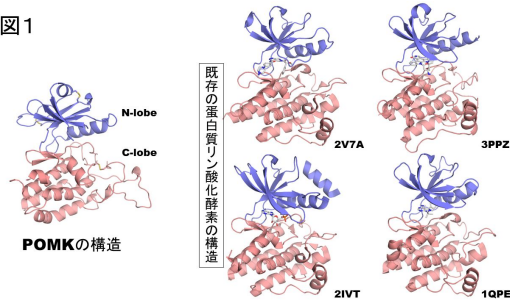 図1
N-lobe
C-lobe
POMKの構造
既存の蛋白質リン酸化酵素の構造
2V7A
3PPZ
2IVT
1QPE